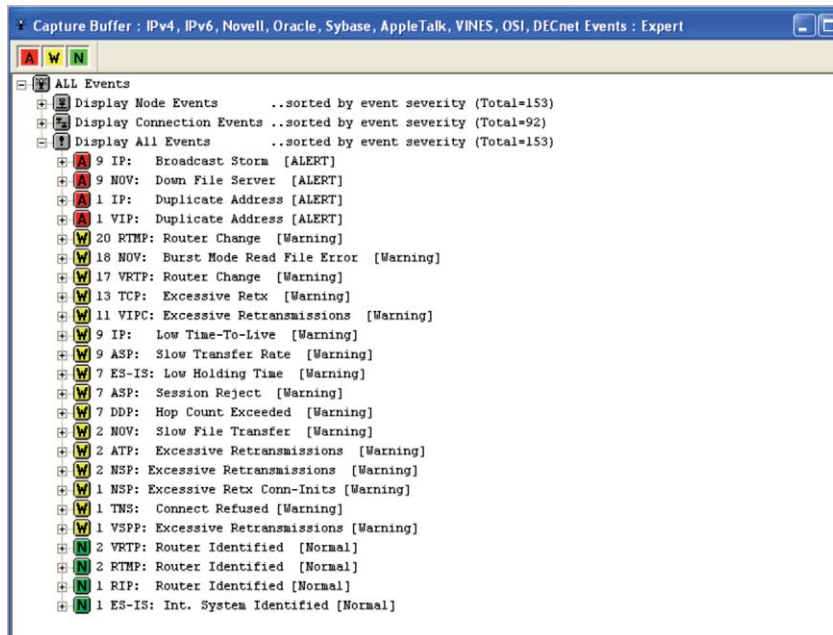 Capture Buffer : IPv4, IPv6, Novell, Oracle, Sybase, AppleTalk, VINES, OSI, DECnet Events : Expert
A W N
ALL Events
Display Node Events ..sorted by event severity (Total=153)
Display Connection Events ..sorted by event severity (Total=92)
Display All Events ..sorted by event severity (Total=153)
A 9 IP: Broadcast Storm [ALERT]
A 9 NOV: Down File Server [ALERT]
A 1 IP: Duplicate Address [ALERT]
A 1 VIP: Duplicate Address [ALERT]
W 20 RTMP: Router Change [Warning]
W 18 NOV: Burst Mode Read File Error [Warning]
W 17 VRTP: Router Change [Warning]
W 13 TCP: Excessive Retx [Warning]
W 11 VIPC: Excessive Retransmissions [Warning]
W 9 IP: Low Time-To-Live [Warning]
W 9 ASP: Slow Transfer Rate [Warning]
W 7 ES-IS: Low Holding Time [Warning]
W 7 ASP: Session Reject [Warning]
W 7 DDP: Hop Count Exceeded [Warning]
W 2 NOV: Slow File Transfer [Warning]
W 2 ATP: Excessive Retransmissions [Warning]
W 2 NSP: Excessive Retransmissions [Warning]
W 1 NSP: Excessive Retx Conn-Inits [Warning]
W 1 TNS: Connect Refused [Warning]
W 1 VSPP: Excessive Retransmissions [Warning]
N 2 VRTP: Router Identified [Normal]
N 2 RTMP: Router Identified [Normal]
N 1 RIP: Router Identified [Normal]
N 1 ES-IS: Int. System Identified [Normal]